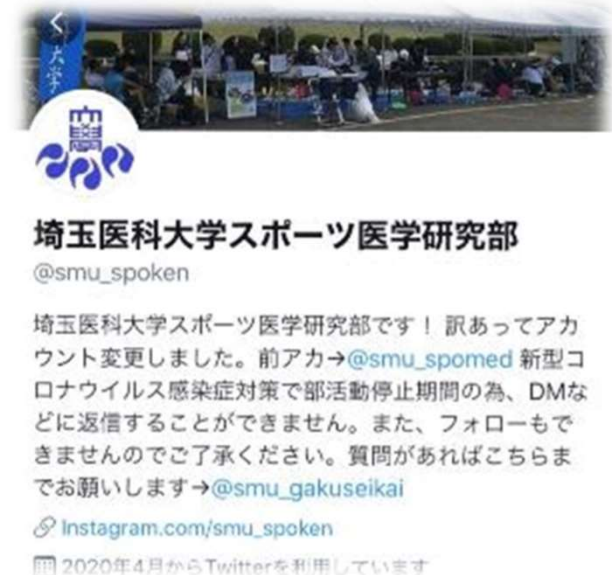 大学
埼玉医科大学スポーツ医学研究部
@smu_spoken
埼玉医科大学スポーツ医学研究部です！ 訳あってアカ
ウント変更しました。前アカ→@smu_spomed 新型コ
ロナウイルス感染症対策で部活動停止期間の為、DMな
どに返信することができません。また、フォローもで
きませんのでご了承ください。質問があればこちらま
でお願いします→@smu_gakuseikai
Instagram.com/smu_spoken
2020年4月からTwitterを利用しています